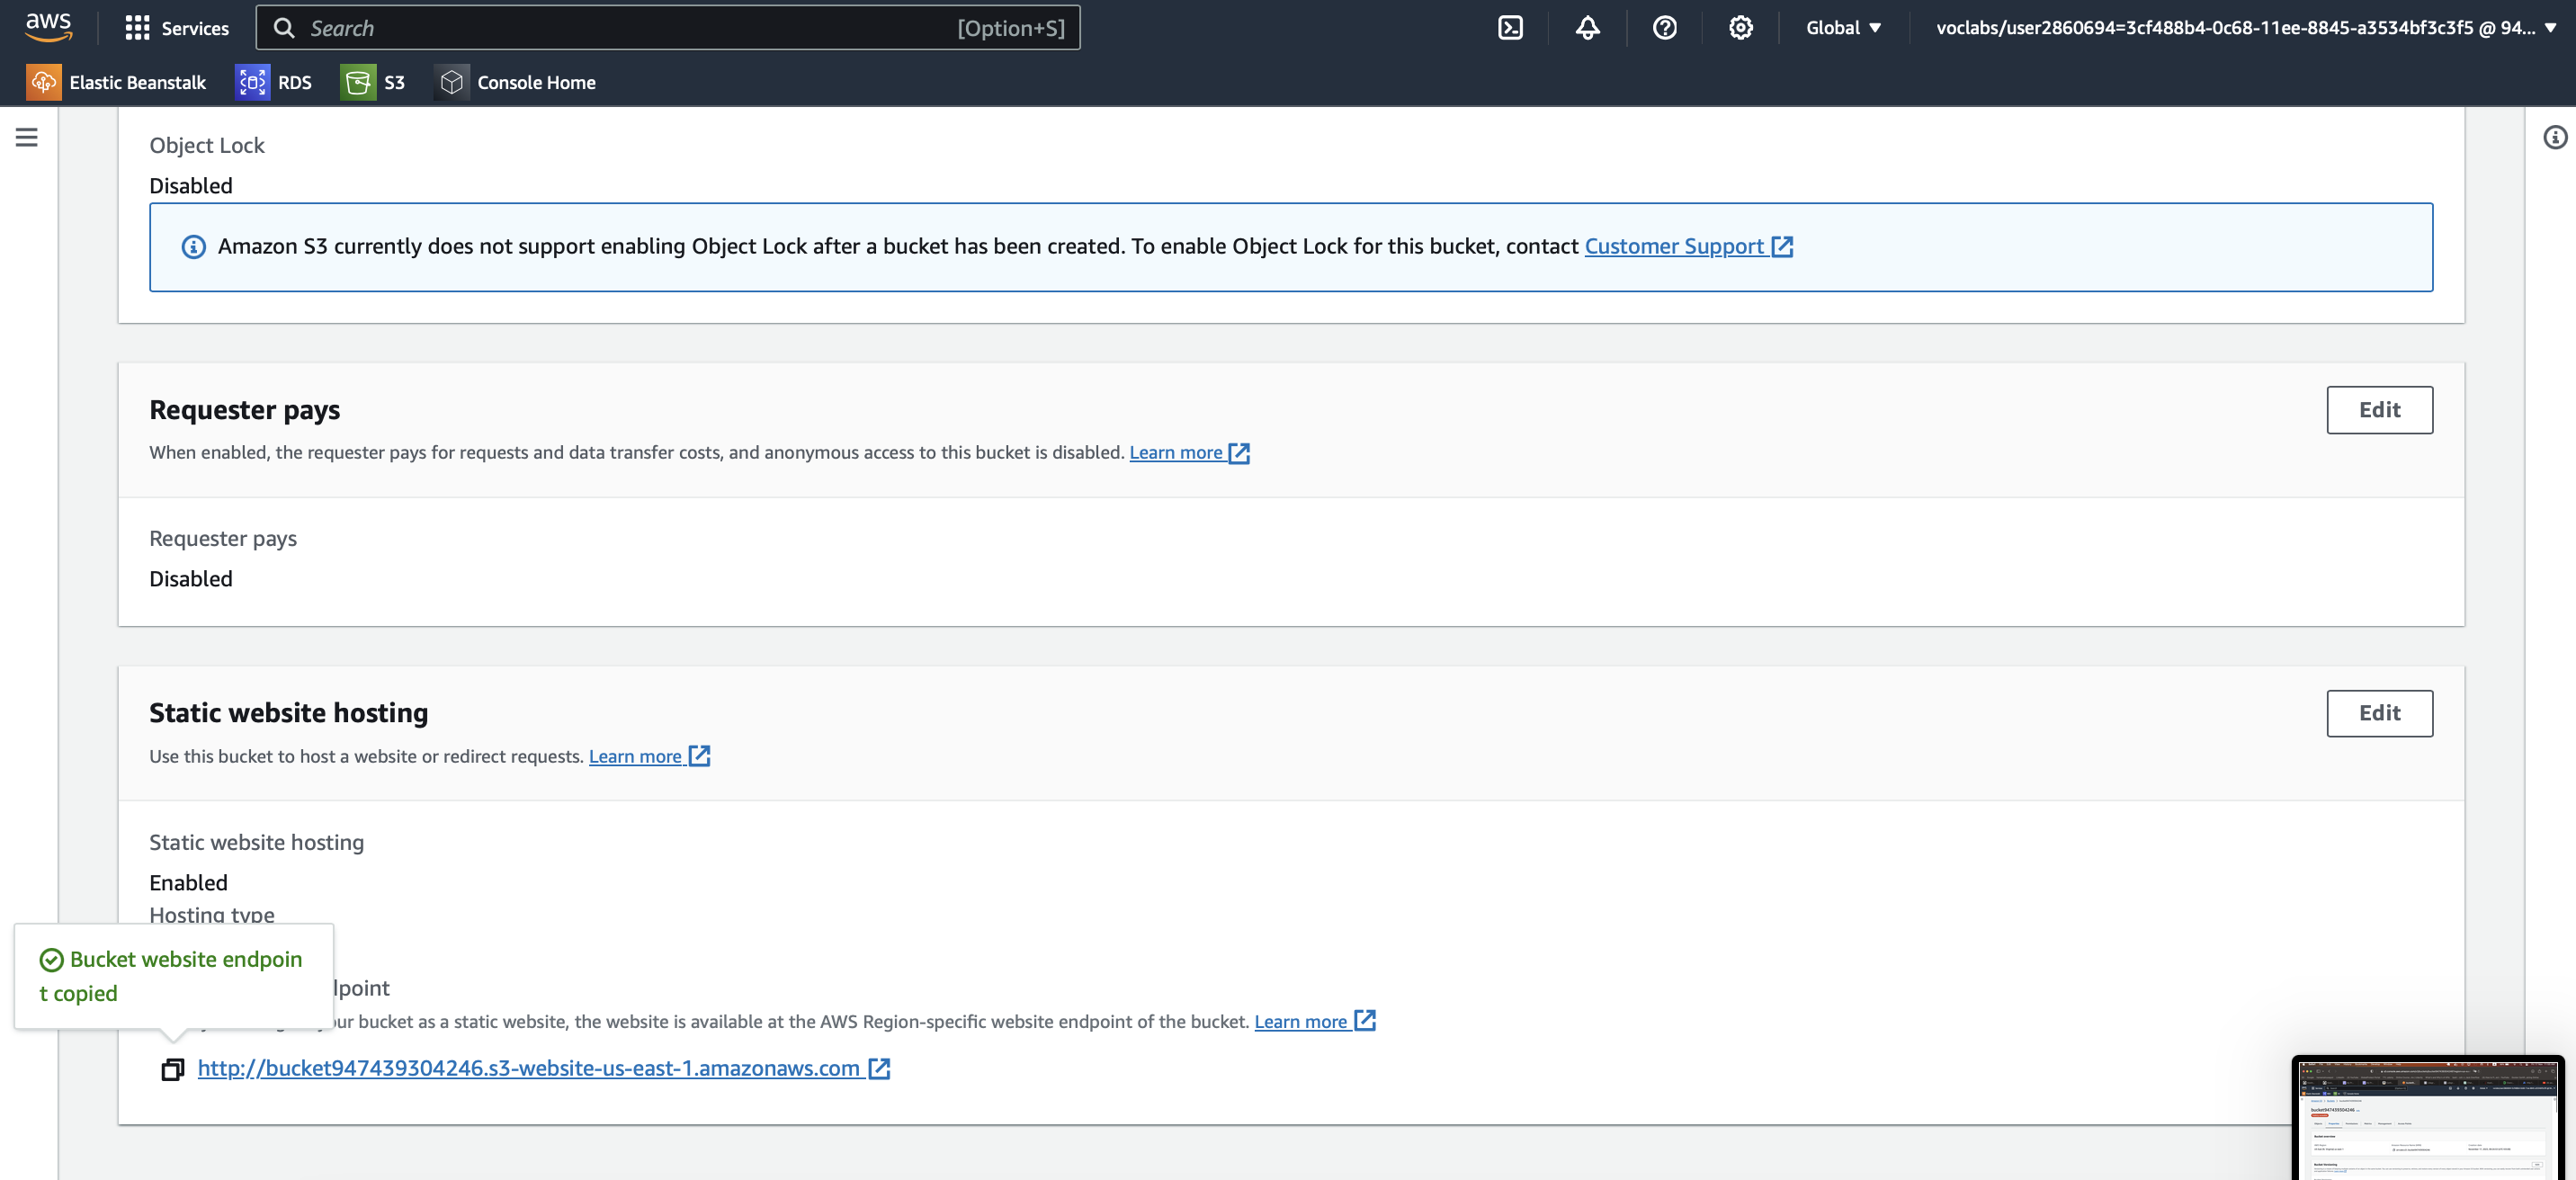 aws
Services
Search
[Option+S]
Global
voclabs/user2860694=3cf488b4-0c68-11ee-8845-a3534bf3c3f5 @ 94...
Elastic Beanstalk
RDS
S3
Console Home
Object Lock
Disabled
Amazon S3 currently does not support enabling Object Lock after a bucket has been created. To enable Object Lock for this bucket, contact Customer Support
Requester pays
Edit
When enabled, the requester pays for requests and data transfer costs, and anonymous access to this bucket is disabled. Learn more
Requester pays
Disabled
Static website hosting
Edit
Use this bucket to host a website or redirect requests. Learn more
Static website hosting
Enabled
Hosting type
Bucket website endpoin
t copied
dpoint
our bucket as a static website, the website is available at the AWS Region-specific website endpoint of the bucket. Learn more
http://bucket947439304246.s3-website-us-east-1.amazonaws.com